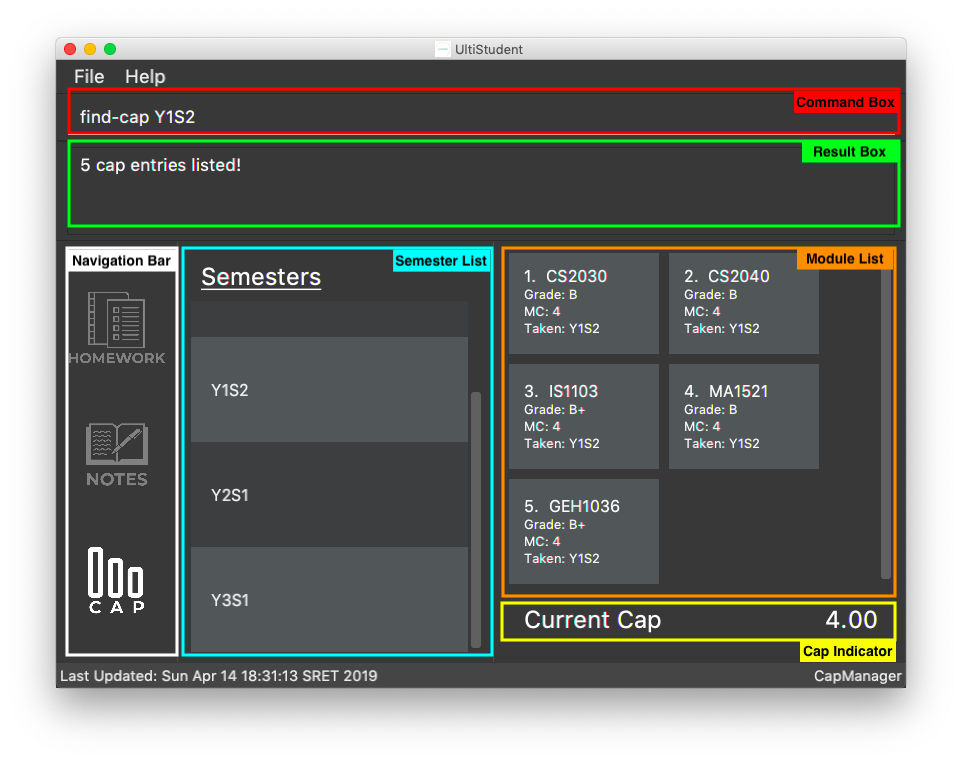 UltiStudent
File Help
Command Box
find-cap Y1S2
Result Box
5 cap entries listed!
Navigation Bar
HOMEWORK
NOTES
CAP
Semester List
Semesters
Y1S2
Y2S1
Y3S1
Module List
1. CS2030
Grade: B
MC: 4
Taken: Y1S2
2. CS2040
Grade: B
MC: 4
Taken: Y1S2
3. IS1103
Grade: B+
MC: 4
Taken: Y1S2
4. MA1521
Grade: B
MC: 4
Taken: Y1S2
5. GEH1036
Grade: B+
MC: 4
Taken: Y1S2
Current Cap 4.00
Cap Indicator
Last Updated: Sun Apr 14 18:31:13 SRET 2019
CapManager